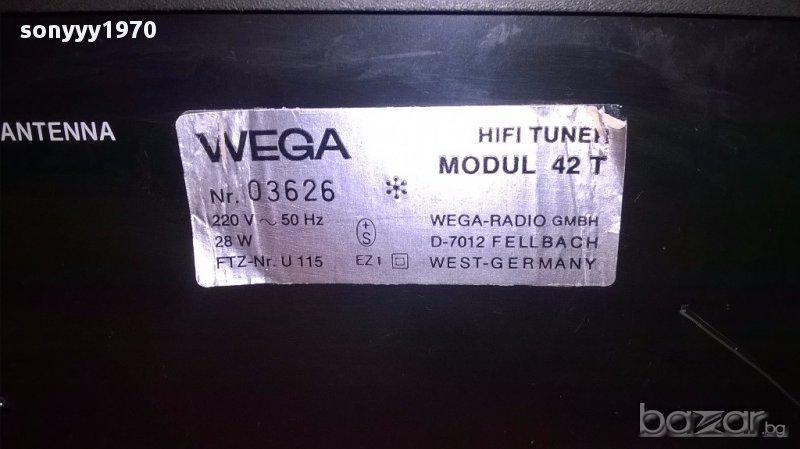 sonyyy1970
ANTENNA
WEGA
HIFI TUNER
MODUL 42 T
Nr. 03626
220 V ~ 50 Hz
28 W
FTZ-Nr. U 115
+
S
EZ I
WEGA-RADIO GMBH
D-7012 FELLBACH
WEST-GERMANY
bazar.bg